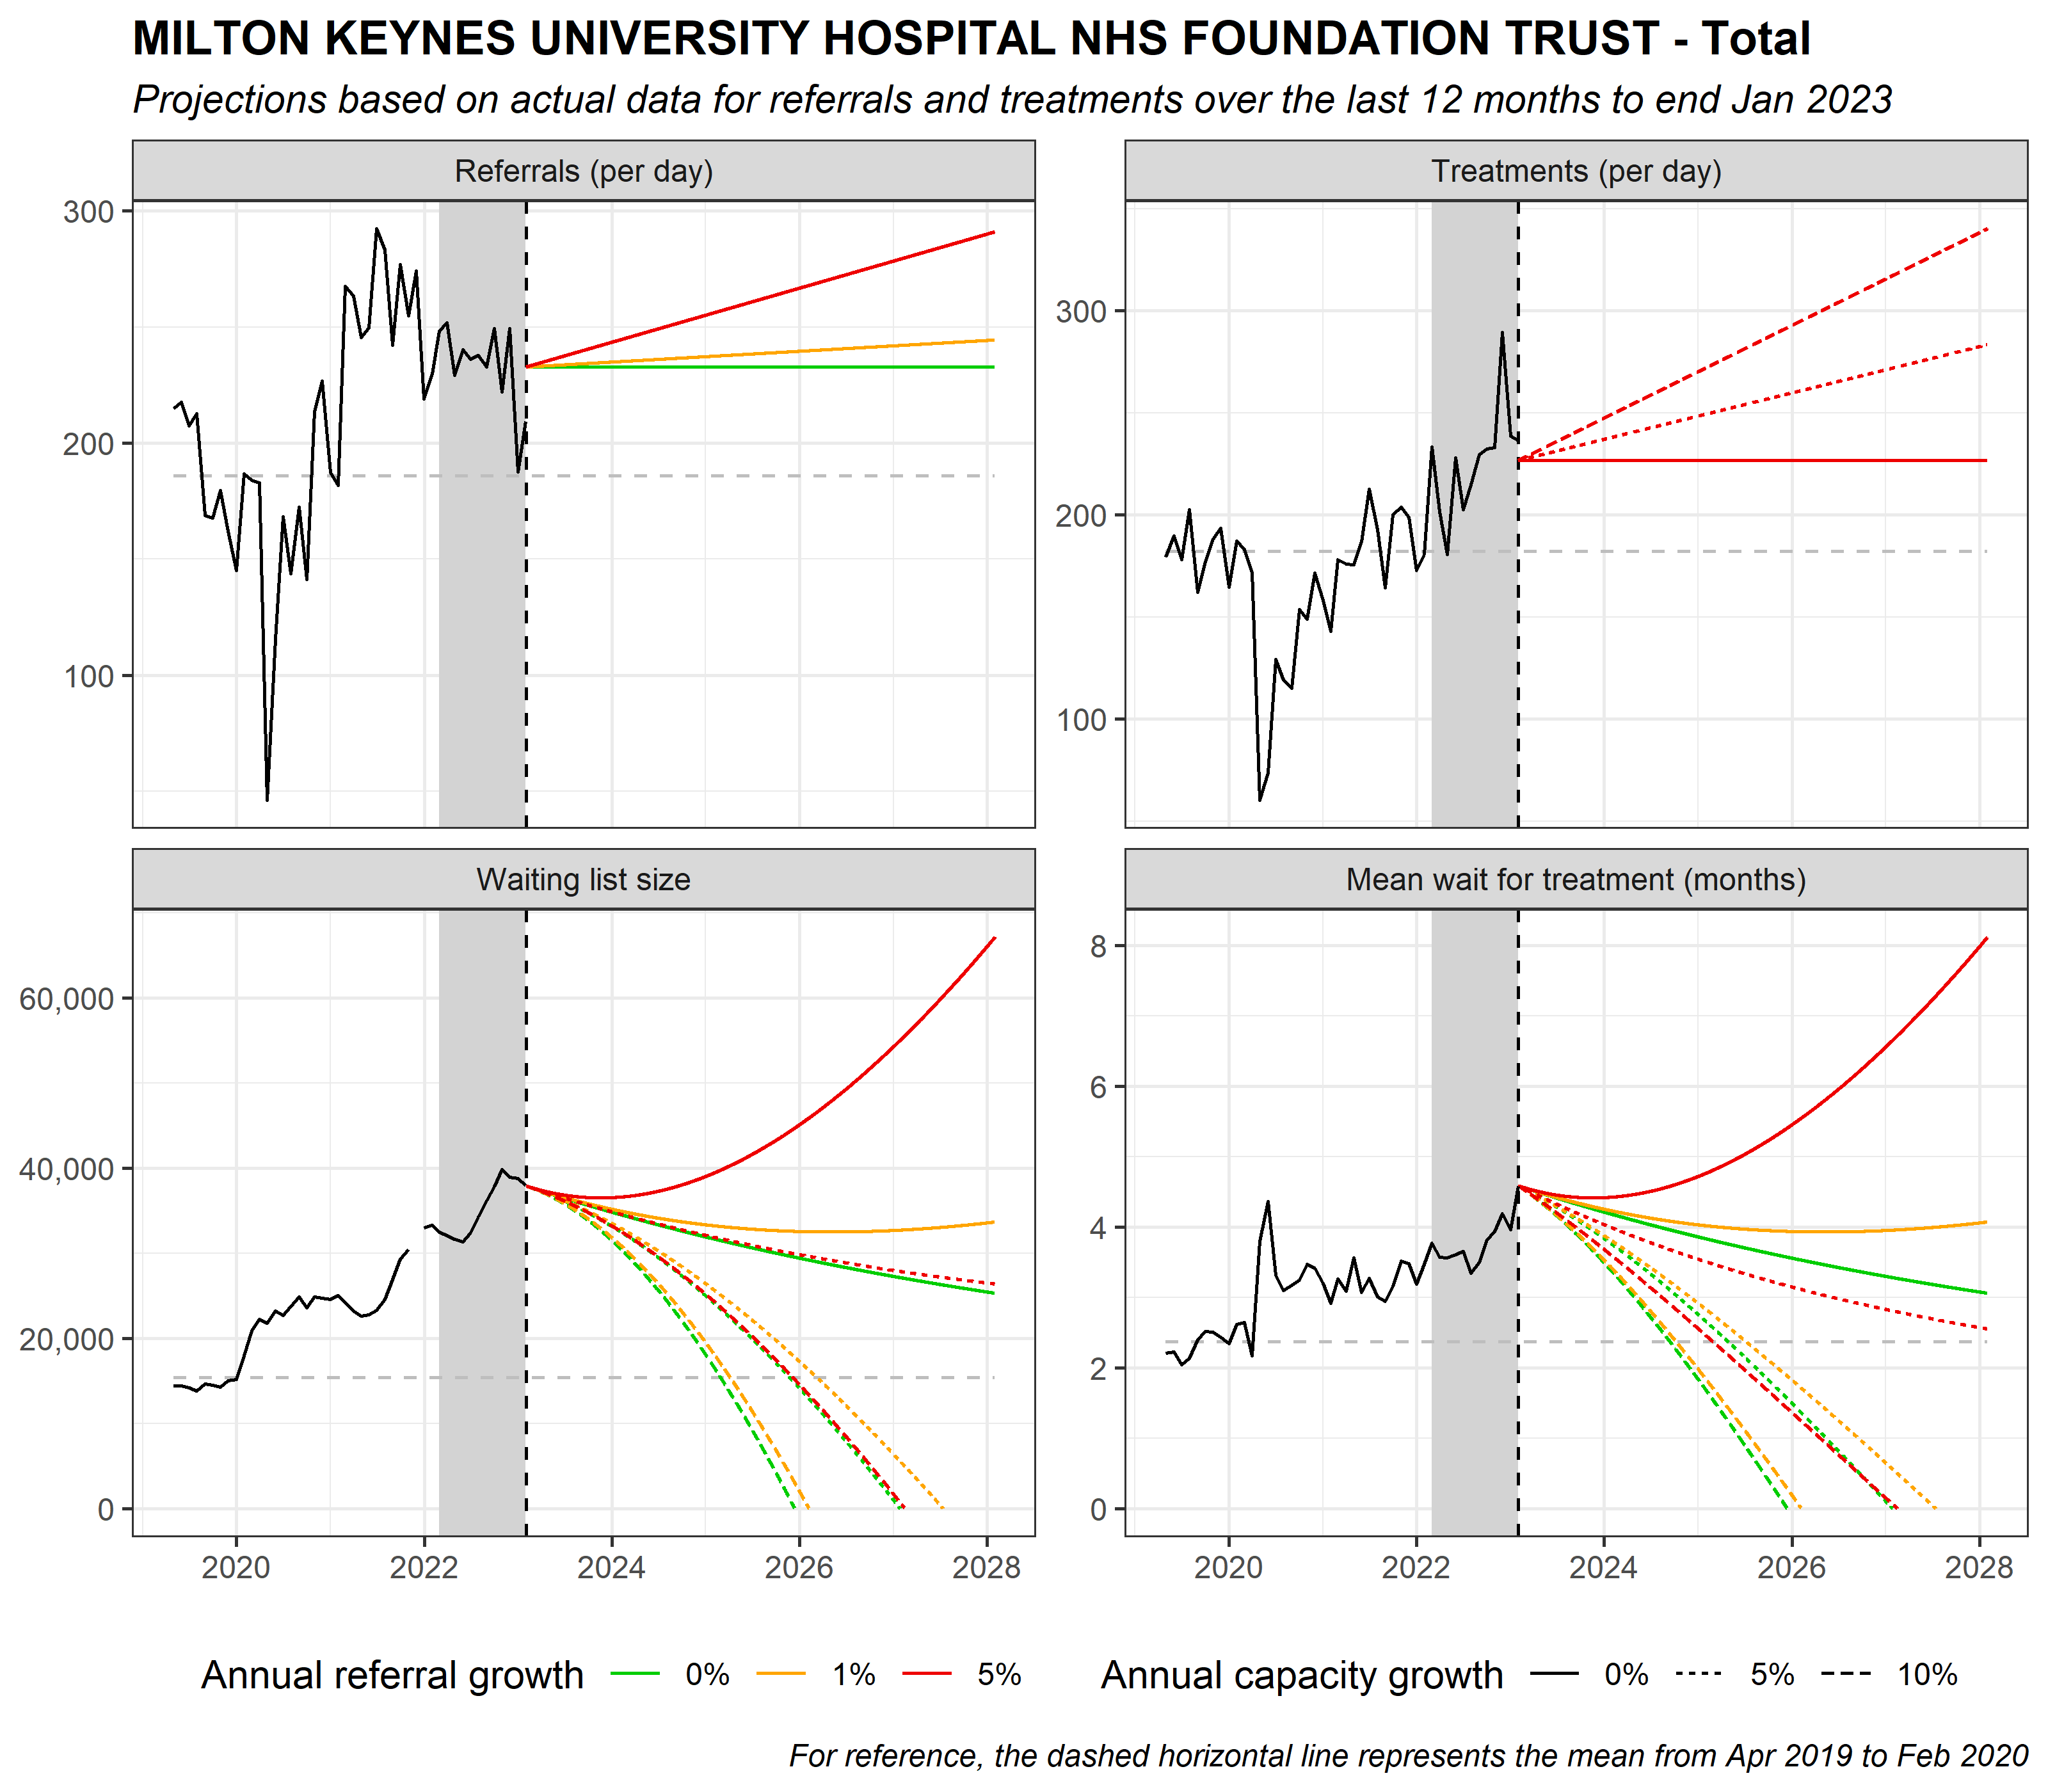 MILTON KEYNES UNIVERSITY HOSPITAL NHS FOUNDATION TRUST - Total
Projections based on actual data for referrals and treatments over the last 12 months to end Jan 2023
Referrals (per day)
300
200
100
Treatments (per day)
300
200
100
Waiting list size
60,000
40,000
20,000
0
2020 2022 2024 2026 2028
Mean wait for treatment (months)
8
6
4
2
0
2020 2022 2024 2026 2028
Annual referral growth 0% 1% 5%
Annual capacity growth 0% 5% 10%
For reference, the dashed horizontal line represents the mean from Apr 2019 to Feb 2020